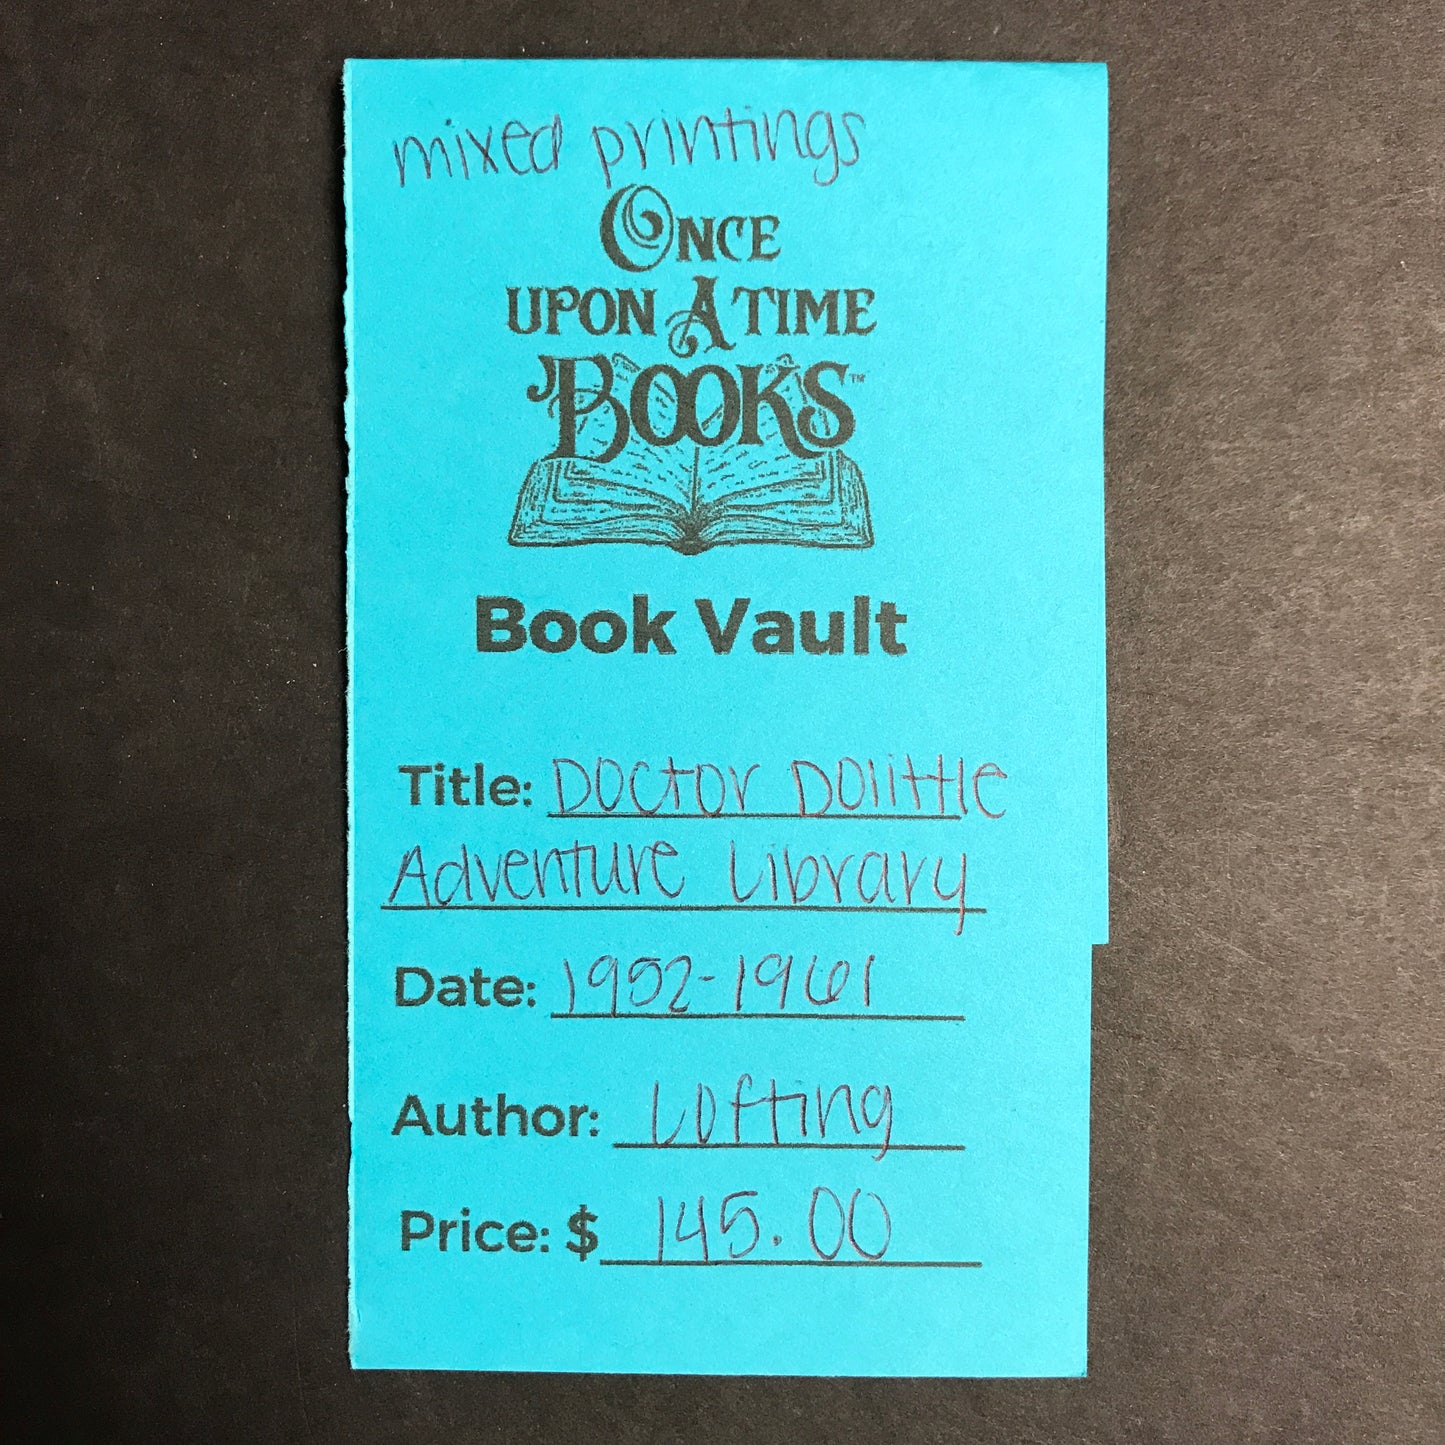 mixed printings
ONCE
UPON A TIME
BOOKS™
Book Vault
Title: Doctor Dolittle
Adventure Library
Date: 1952-1961
Author: Lofting
Price: $ 145.00